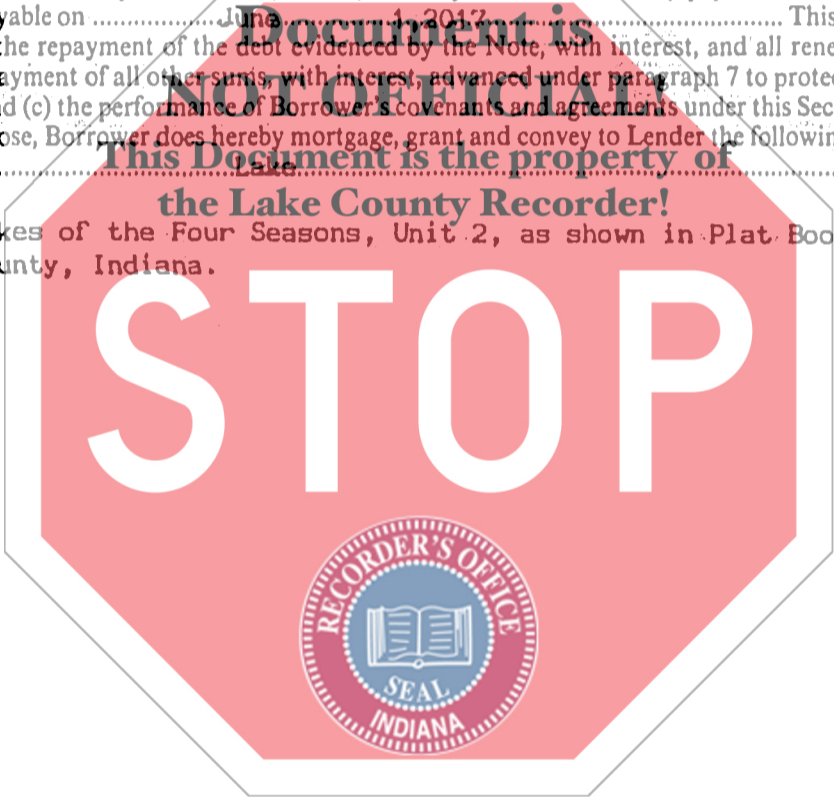 yable on ........ June 1, 2017 ........ This
Document is
he repayment of the debt evidenced by the Note, with interest, and all rene
ayment of all other sums, with interest, advanced under paragraph 7 to protec
NOT OFFICIAL!
d (c) the performance of Borrower's covenants and agreements under this Sec
ose, Borrower does hereby mortgage, grant and convey to Lender the followin
This Document is the property of
Lake
the Lake County Recorder!
kes of the Four Seasons, Unit 2, as shown in Plat Boo
unty, Indiana.
STOP
RECORDER'S OFFICE
SEAL
INDIANA